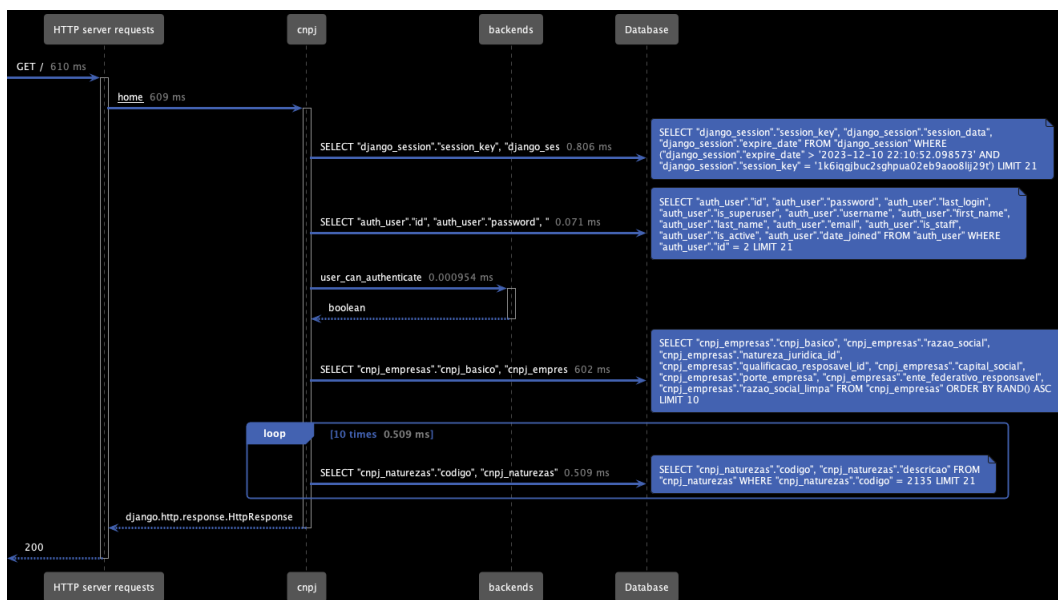 HTTP server requests
cnpj
backends
Database
GET / 610 ms
home 609 ms
SELECT "django_session"."session_key", "django_ses 0.806 ms
SELECT "django_session"."session_key", "django_session"."session_data",
"django_session"."expire_date" FROM "django_session" WHERE
("django_session"."expire_date" > '2023-12-10 22:10:52.098573' AND
"django_session"."session_key" = '1k6iqgjbuc2sghpua02eb9aoo8lij29t') LIMIT 21
SELECT "auth_user"."id", "auth_user"."password", " 0.071 ms
SELECT "auth_user"."id", "auth_user"."password", "auth_user"."last_login",
"auth_user"."is_superuser", "auth_user"."username", "auth_user"."first_name",
"auth_user"."last_name", "auth_user"."email", "auth_user"."is_staff",
"auth_user"."is_active", "auth_user"."date_joined" FROM "auth_user" WHERE
"auth_user"."id" = 2 LIMIT 21
user_can_authenticate 0.000954 ms
boolean
SELECT "cnpj_empresas"."cnpj_basico", "cnpj_empres 602 ms
SELECT "cnpj_empresas"."cnpj_basico", "cnpj_empresas"."razao_social",
"cnpj_empresas"."natureza_juridica_id",
"cnpj_empresas"."qualificacao_resposavel_id", "cnpj_empresas"."capital_social",
"cnpj_empresas"."porte_empresa", "cnpj_empresas"."ente_federativo_responsavel",
"cnpj_empresas"."razao_social_limpa" FROM "cnpj_empresas" ORDER BY RAND() ASC
LIMIT 10
loop [10 times 0.509 ms]
SELECT "cnpj_naturezas"."codigo", "cnpj_naturezas" 0.509 ms
SELECT "cnpj_naturezas"."codigo", "cnpj_naturezas"."descricao" FROM
"cnpj_naturezas" WHERE "cnpj_naturezas"."codigo" = 2135 LIMIT 21
django.http.response.HttpResponse
200
HTTP server requests
cnpj
backends
Database